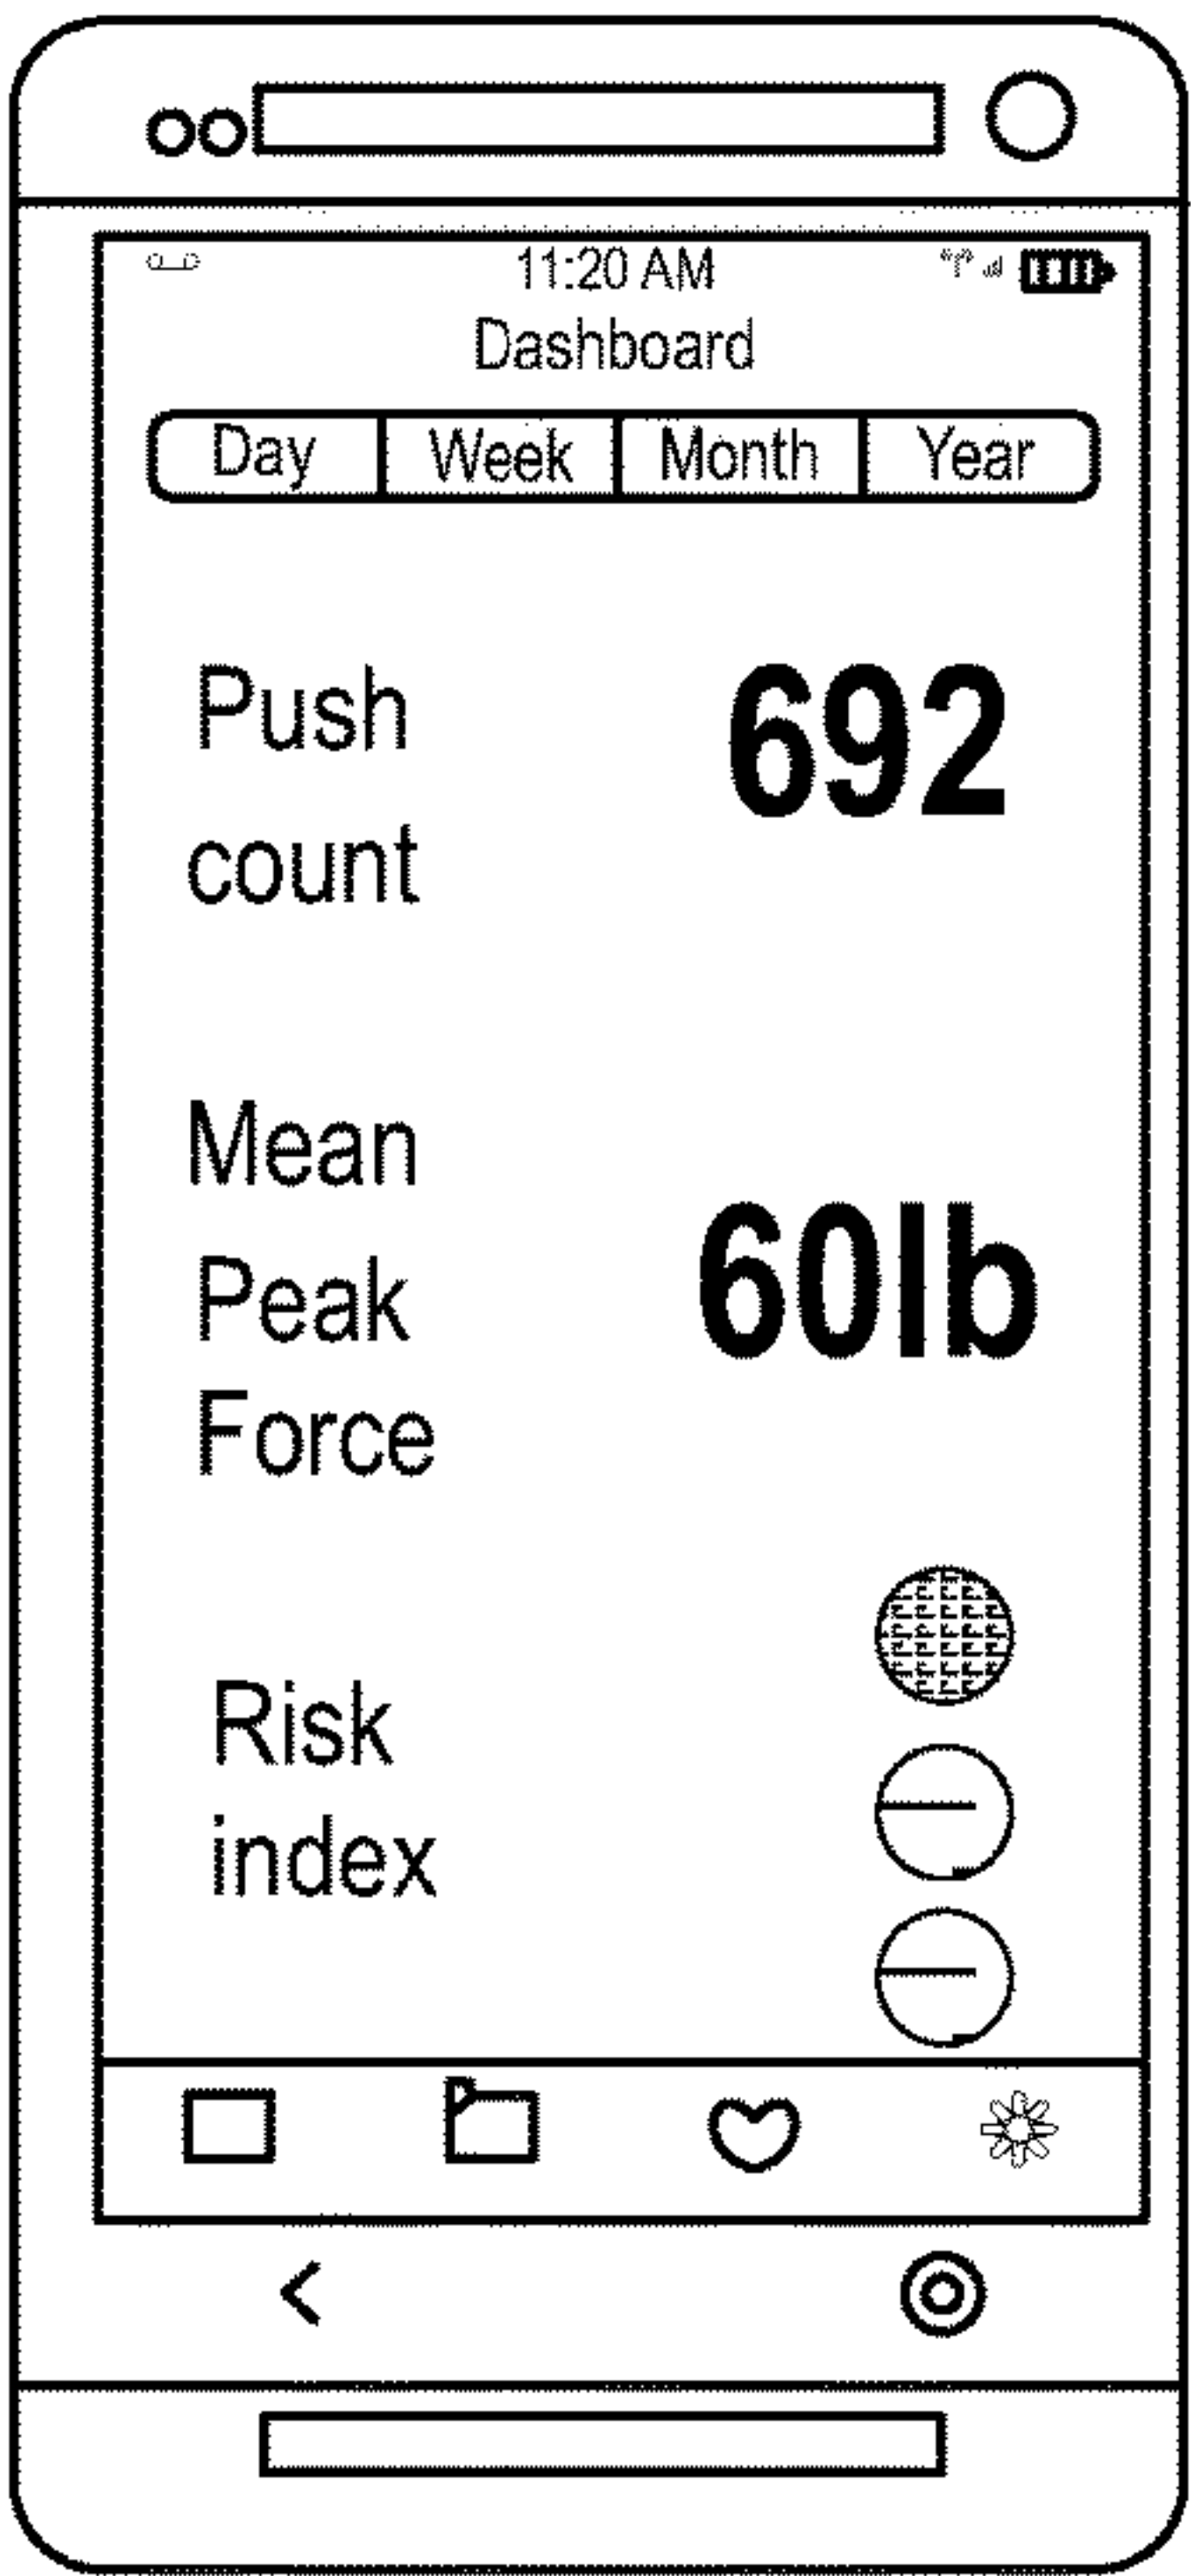 11:20 AM
Dashboard
Day Week Month Year
Push
count
692
Mean
Peak
Force
60lb
Risk
index